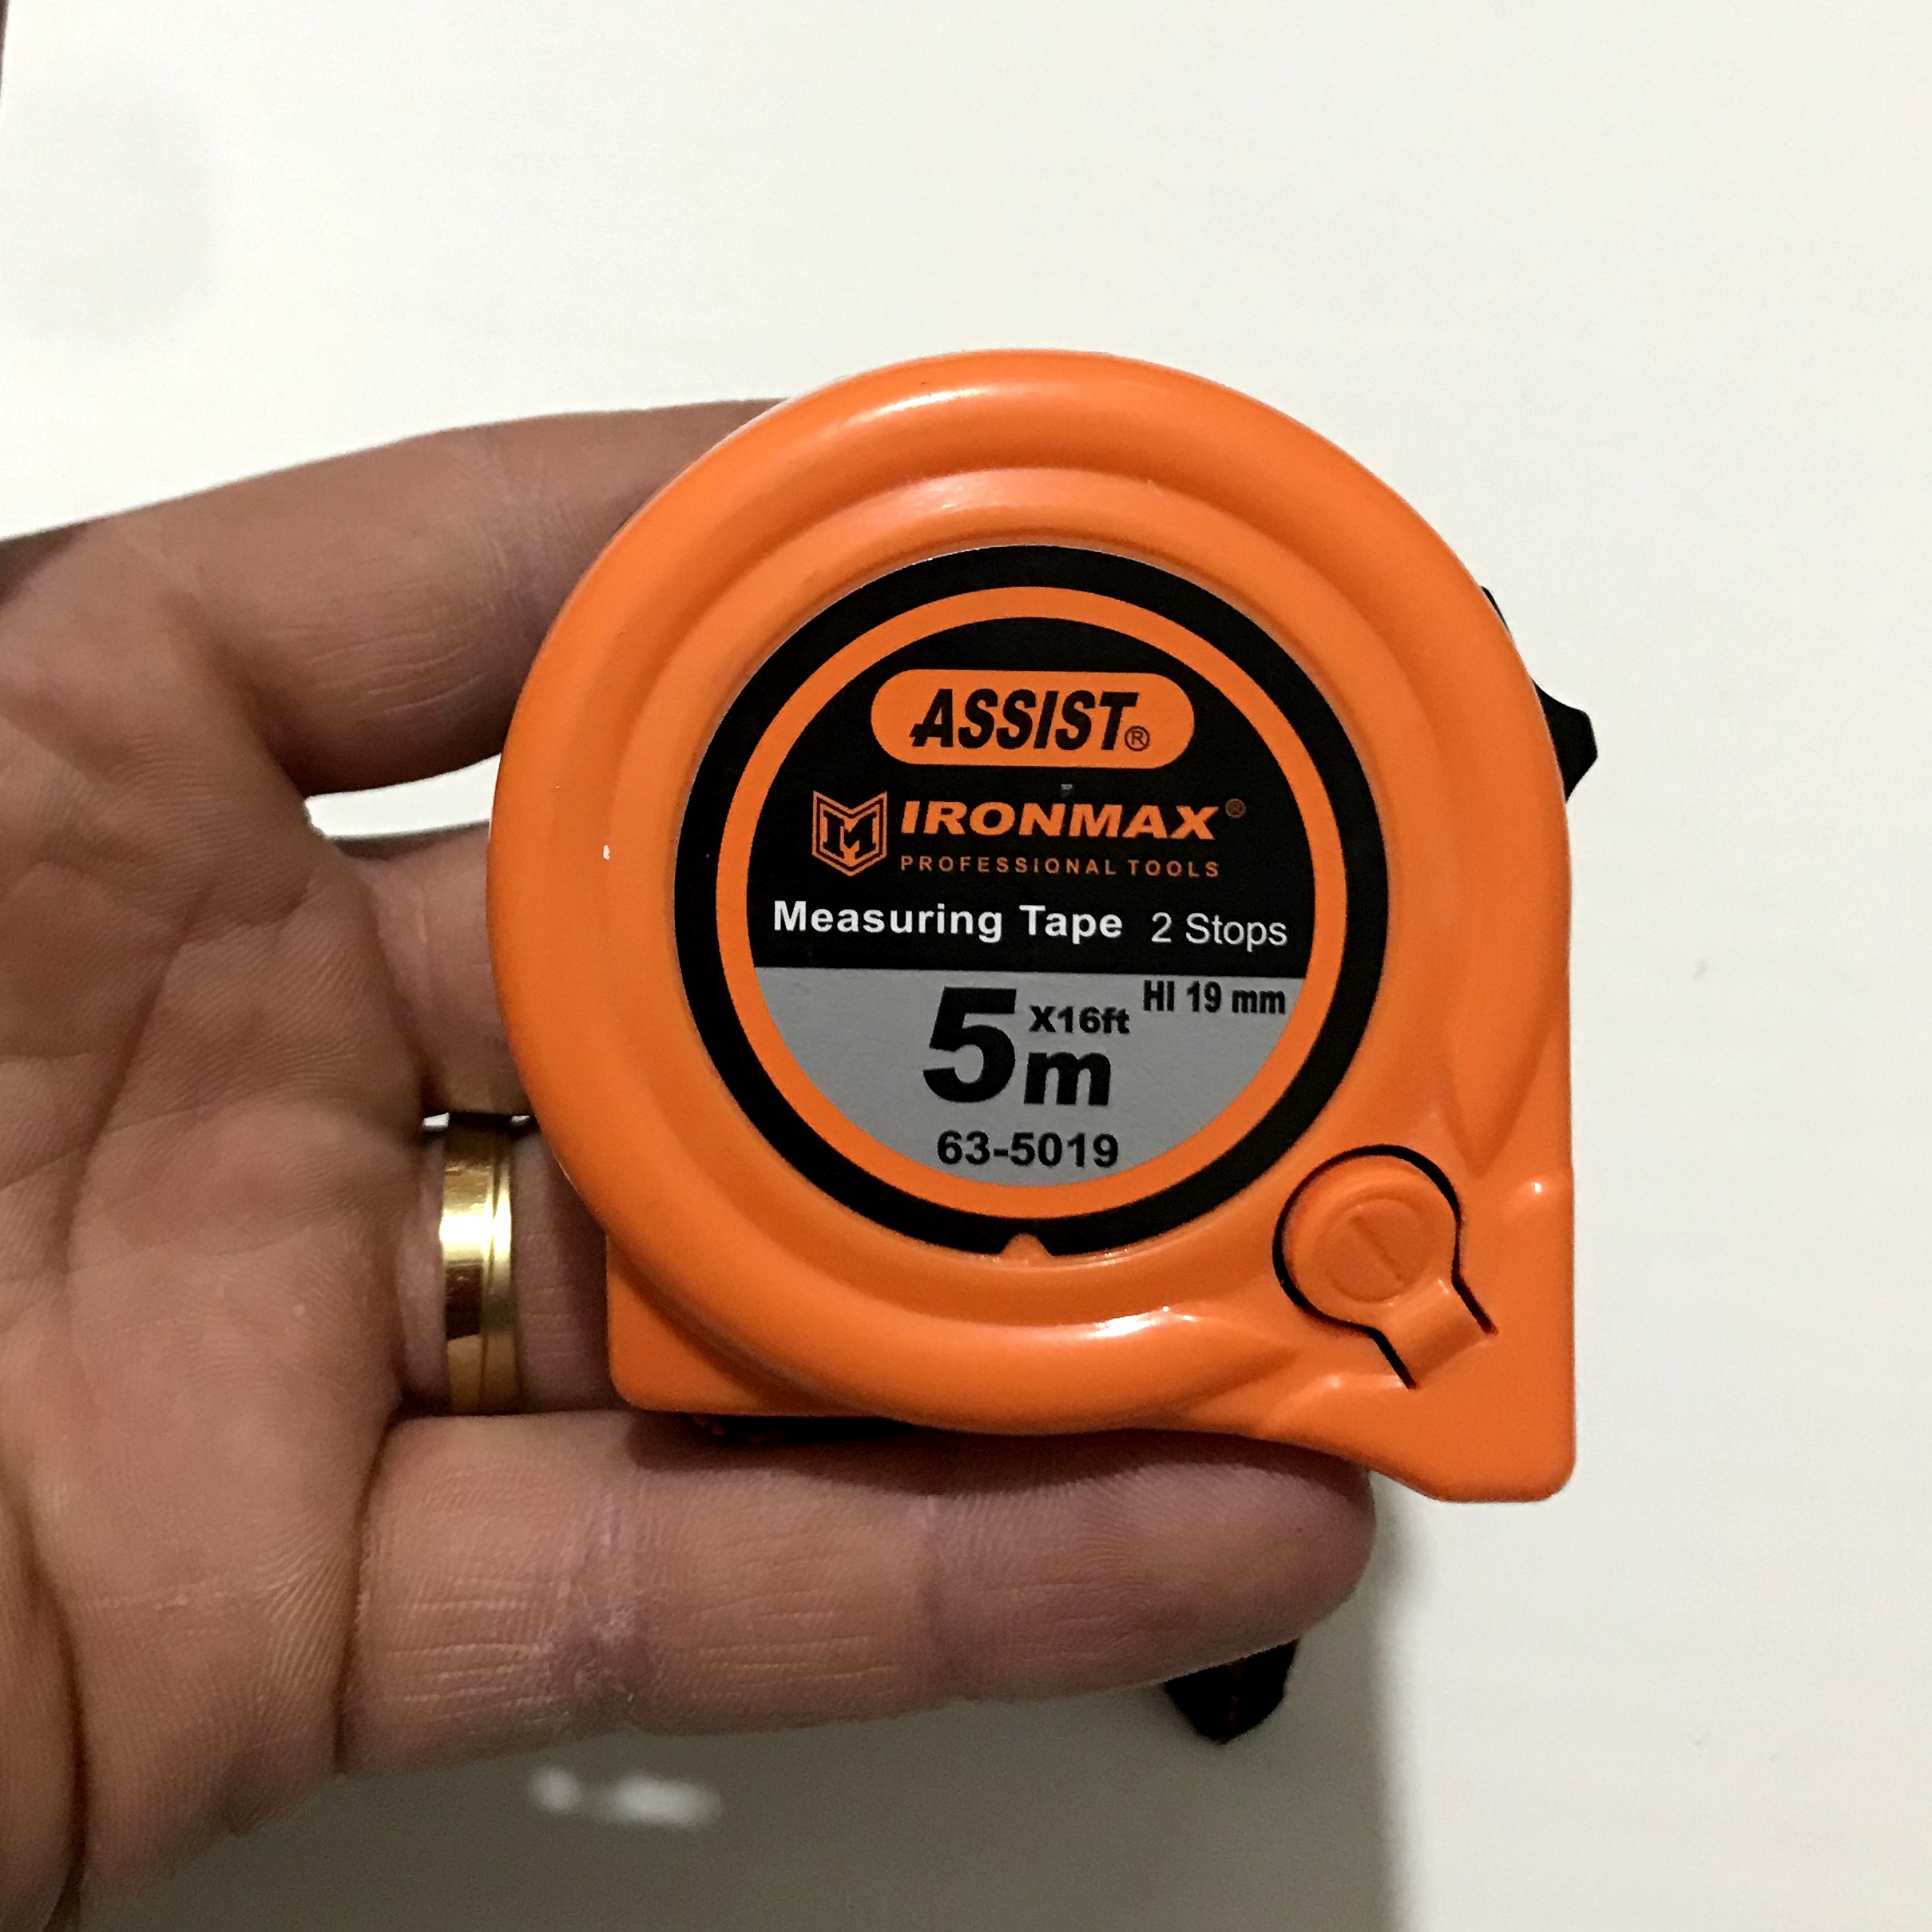 ASSIST®
M IRONMAX®
PROFESSIONAL TOOLS
Measuring Tape 2 Stops
5m X16ft HI 19 mm
63-5019